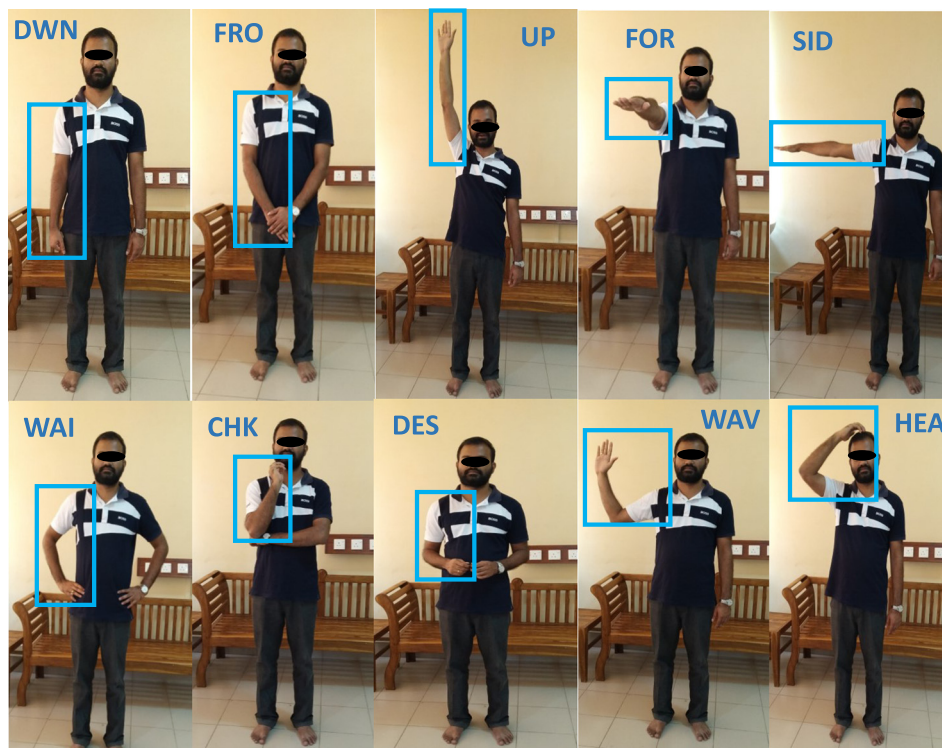 DWN
FRO
UP
FOR
SID
WAI
CHK
DES
WAV
HEA